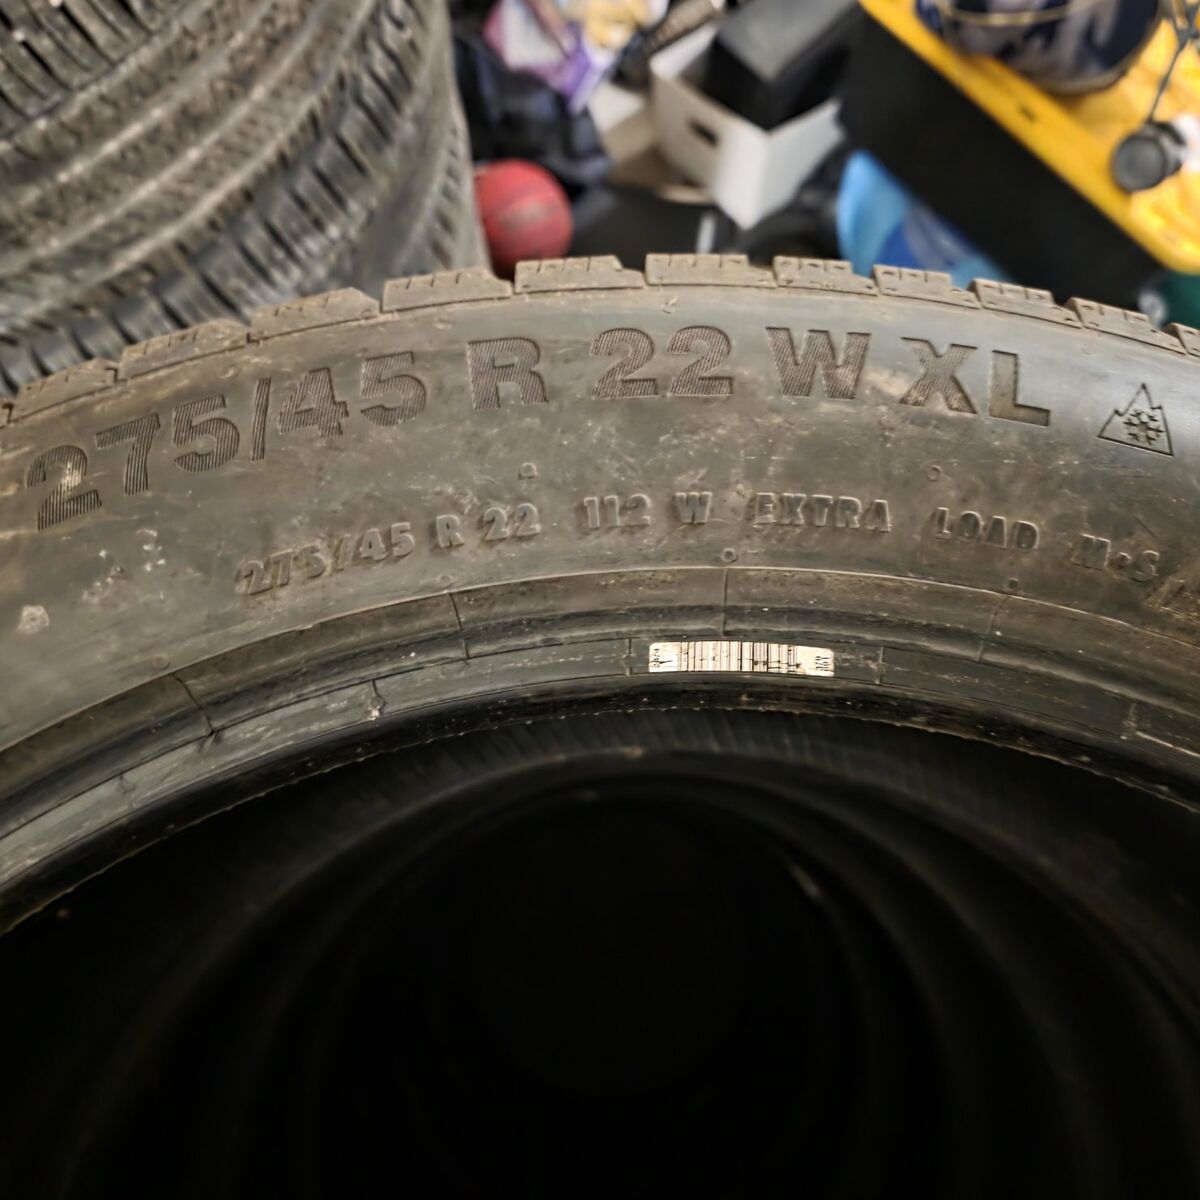 275/45 R 22 W XL
275/45 R 22 112 W EXTRA LOAD M+S